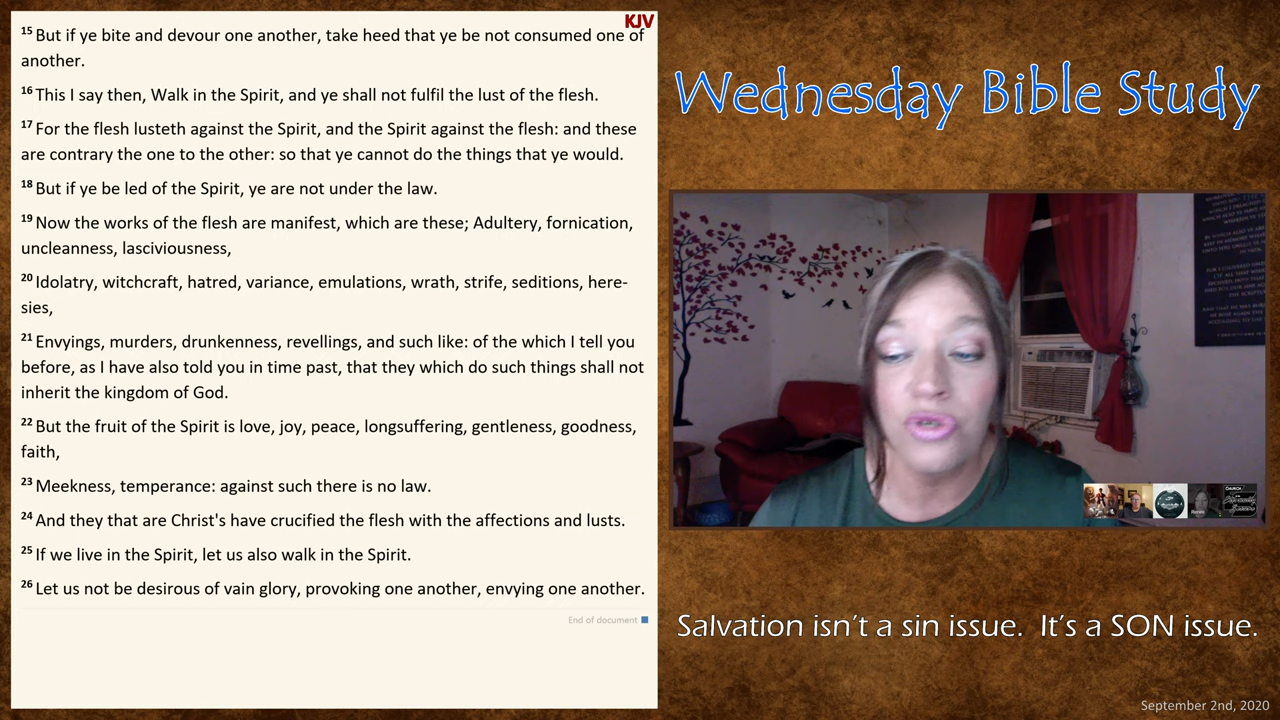 KJV
15 But if ye bite and devour one another, take heed that ye be not consumed one of
another.
16 This I say then, Walk in the Spirit, and ye shall not fulfil the lust of the flesh.
17 For the flesh lusteth against the Spirit, and the Spirit against the flesh: and these
are contrary the one to the other: so that ye cannot do the things that ye would.
18 But if ye be led of the Spirit, ye are not under the law.
19 Now the works of the flesh are manifest, which are these; Adultery, fornication,
uncleanness, lasciviousness,
20 Idolatry, witchcraft, hatred, variance, emulations, wrath, strife, seditions, here-
sies,
21 Envyings, murders, drunkenness, revellings, and such like: of the which I tell you
before, as I have also told you in time past, that they which do such things shall not
inherit the kingdom of God.
22 But the fruit of the Spirit is love, joy, peace, longsuffering, gentleness, goodness,
faith,
23 Meekness, temperance: against such there is no law.
24 And they that are Christ's have crucified the flesh with the affections and lusts.
25 If we live in the Spirit, let us also walk in the Spirit.
26 Let us not be desirous of vain glory, provoking one another, envying one another.
End of document
Wednesday Bible Study
CHURCH
Salvation isn't a sin issue. It's a SON issue.
September 2nd, 2020